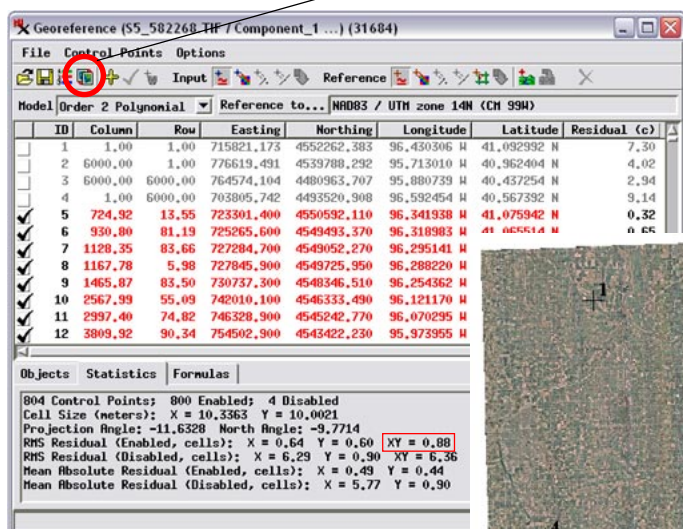 Georeference (S5_582268.TIF / Component_1 ...) (31684)
File Control Points Options
Input Reference
Model Order 2 Polynomial Reference to... NAD83 / UTM zone 14N (CM 99W)
ID Column Row Easting Northing Longitude Latitude Residual (c)
1 1.00 1.00 715821.173 4552262.383 96.430306 W 41.092992 N 7.30
2 6000.00 1.00 776619.491 4539788.292 95.713010 W 40.962404 N 4.02
3 6000.00 6000.00 764574.104 4480963.707 95.880739 W 40.437254 N 2.94
4 1.00 6000.00 703805.742 4493520.908 96.592454 W 40.567392 N 9.14
5 724.92 13.55 723301.400 4550592.110 96.341938 W 41.075942 N 0.32
6 930.80 81.19 725265.600 4549493.370 96.318983 W 41.065514 N 0.65
7 1128.35 83.66 727284.700 4549052.270 96.295141 W
8 1167.78 5.98 727845.900 4549725.950 96.288220 W
9 1465.87 83.50 730737.300 4548346.510 96.254362 W
10 2567.99 55.09 742010.100 4546333.490 96.121170 W
11 2997.40 74.82 746328.900 4545242.770 96.070295 W
12 3809.92 90.34 754502.900 4543422.230 95.973955 W
1
Objects Statistics Formulas
804 Control Points; 800 Enabled; 4 Disabled
Cell Size (meters): X = 10.3363 Y = 10.0021
Projection Angle: -11.6328 North Angle: -9.7714
RMS Residual (Enabled, cells): X = 0.64 Y = 0.60 XY = 0.88
RMS Residual (Disabled, cells): X = 6.29 Y = 0.90 XY = 6.36
Mean Absolute Residual (Enabled, cells): X = 0.49 Y = 0.44
Mean Absolute Residual (Disabled, cells): X = 5.77 Y = 0.90
4